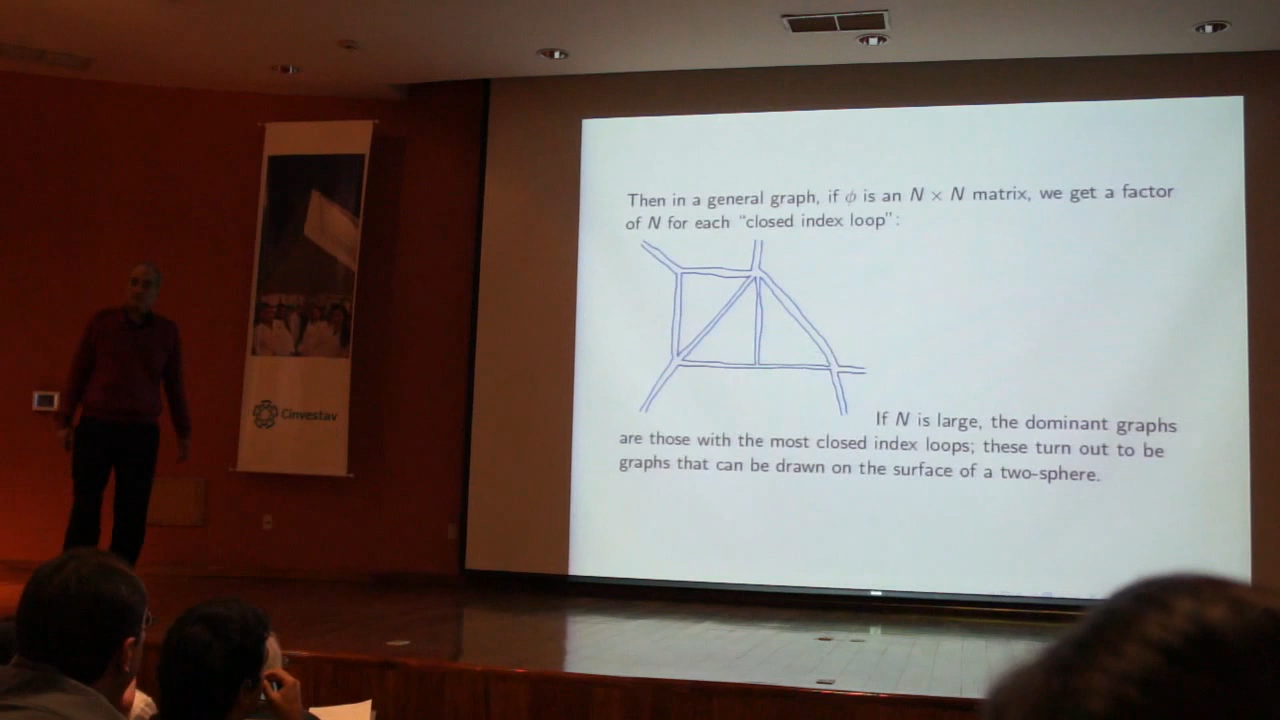 Then in a general graph, if ϕ is an N × N matrix, we get a factor
of N for each "closed index loop":
If N is large, the dominant graphs
are those with the most closed index loops; these turn out to be
graphs that can be drawn on the surface of a two-sphere.
Cinvestav